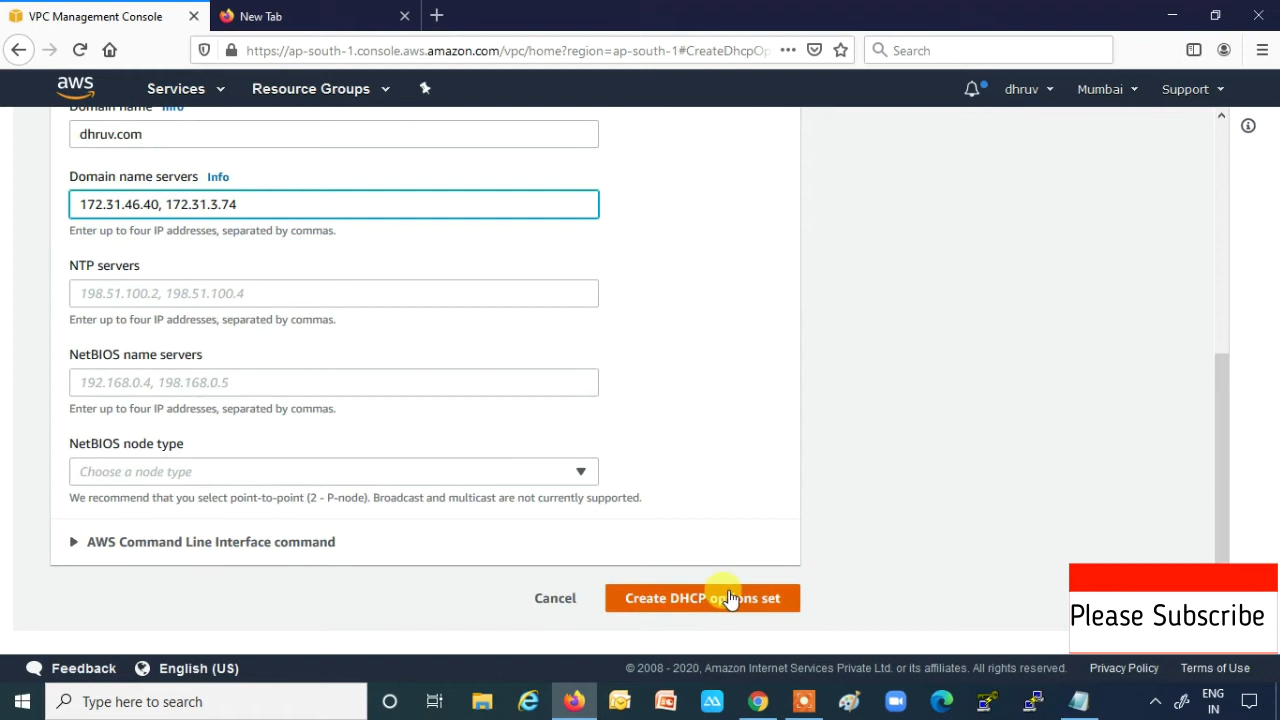 VPC Management Console
New Tab
https://ap-south-1.console.aws.amazon.com/vpc/home?region=ap-south-1#CreateDhcpOp
Search
aws
Services
Resource Groups
dhruv
Mumbai
Support
Domain name Info
dhruv.com
Domain name servers Info
172.31.46.40, 172.31.3.74
Enter up to four IP addresses, separated by commas.
NTP servers
198.51.100.2, 198.51.100.4
Enter up to four IP addresses, separated by commas.
NetBIOS name servers
192.168.0.4, 198.168.0.5
Enter up to four IP addresses, separated by commas.
NetBIOS node type
Choose a node type
We recommend that you select point-to-point (2 - P-node). Broadcast and multicast are not currently supported.
AWS Command Line Interface command
Cancel
Create DHCP options set
Please Subscribe
Feedback
English (US)
© 2008 - 2020, Amazon Internet Services Private Ltd. or its affiliates. All rights reserved.
Privacy Policy
Terms of Use
Type here to search
ENG
IN